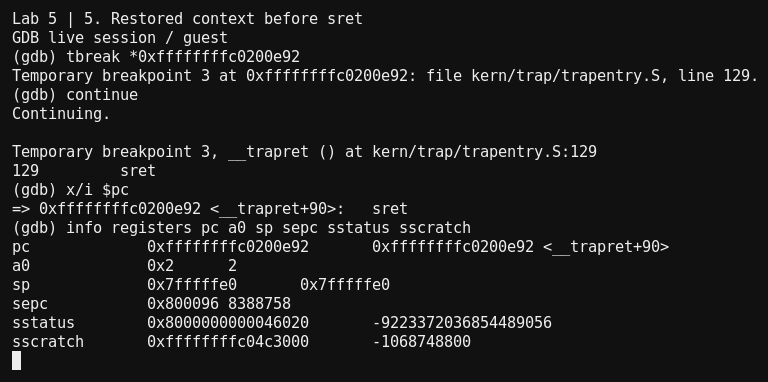 Lab 5 | 5. Restored context before sret
GDB live session / guest
(gdb) tbreak *0xffffffffc0200e92
Temporary breakpoint 3 at 0xffffffffc0200e92: file kern/trap/trapentry.S, line 129.
(gdb) continue
Continuing.

Temporary breakpoint 3, __trapret () at kern/trap/trapentry.S:129
129         sret
(gdb) x/i $pc
=> 0xffffffffc0200e92 <__trapret+90>:   sret
(gdb) info registers pc a0 sp sepc sstatus sscratch
pc             0xffffffffc0200e92       0xffffffffc0200e92 <__trapret+90>
a0             0x2      2
sp             0x7fffffe0       0x7fffffe0
sepc           0x800096 8388758
sstatus        0x8000000000046020       -9223372036854489056
sscratch       0xffffffffc04c3000       -1068748800